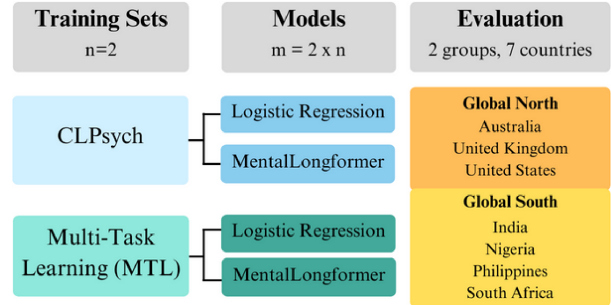 Training Sets
n=2
Models
m = 2 x n
Evaluation
2 groups, 7 countries
CLPsych
Logistic Regression
MentalLongformer
Multi-Task
Learning (MTL)
Logistic Regression
MentalLongformer
Global North
Australia
United Kingdom
United States
Global South
India
Nigeria
Philippines
South Africa